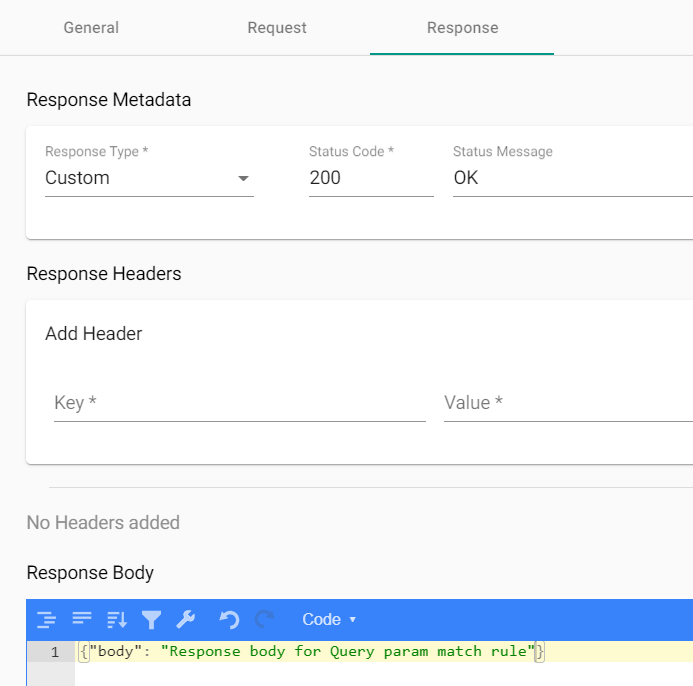 General Request Response
Response Metadata
Response Type * Status Code * Status Message
Custom 200 OK
Response Headers
Add Header
Key * Value *
No Headers added
Response Body
Code
1 {"body": "Response body for Query param match rule"}